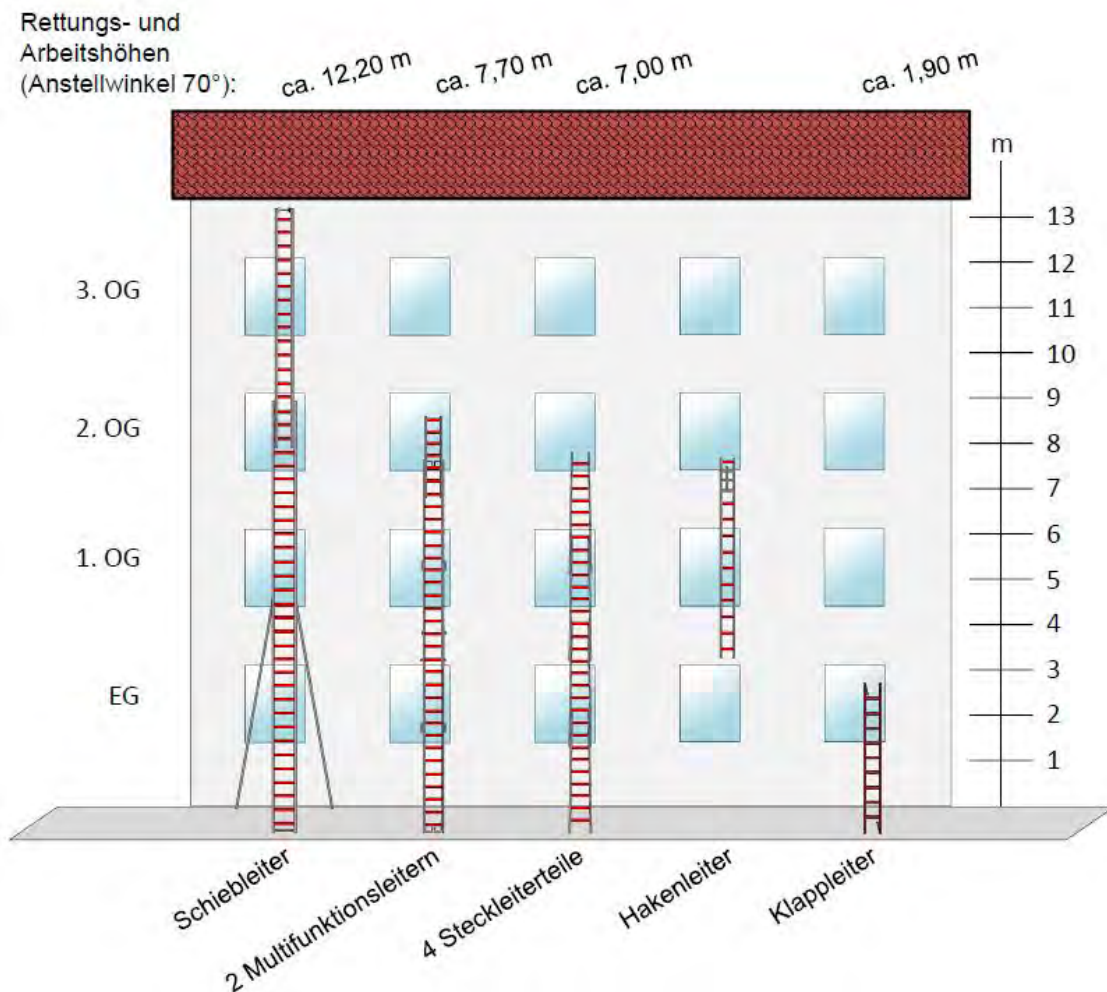 Rettungs- und
Arbeitshöhen
(Anstellwinkel 70°):
ca. 12,20 m
ca. 7,70 m
ca. 7,00 m
ca. 1,90 m
m
13
12
11
10
9
8
7
6
5
4
3
2
1
3. OG
2. OG
1. OG
EG
Schiebleiter
2 Multifunktionsleitern
4 Steckleiterteile
Hakenleiter
Klappleiter